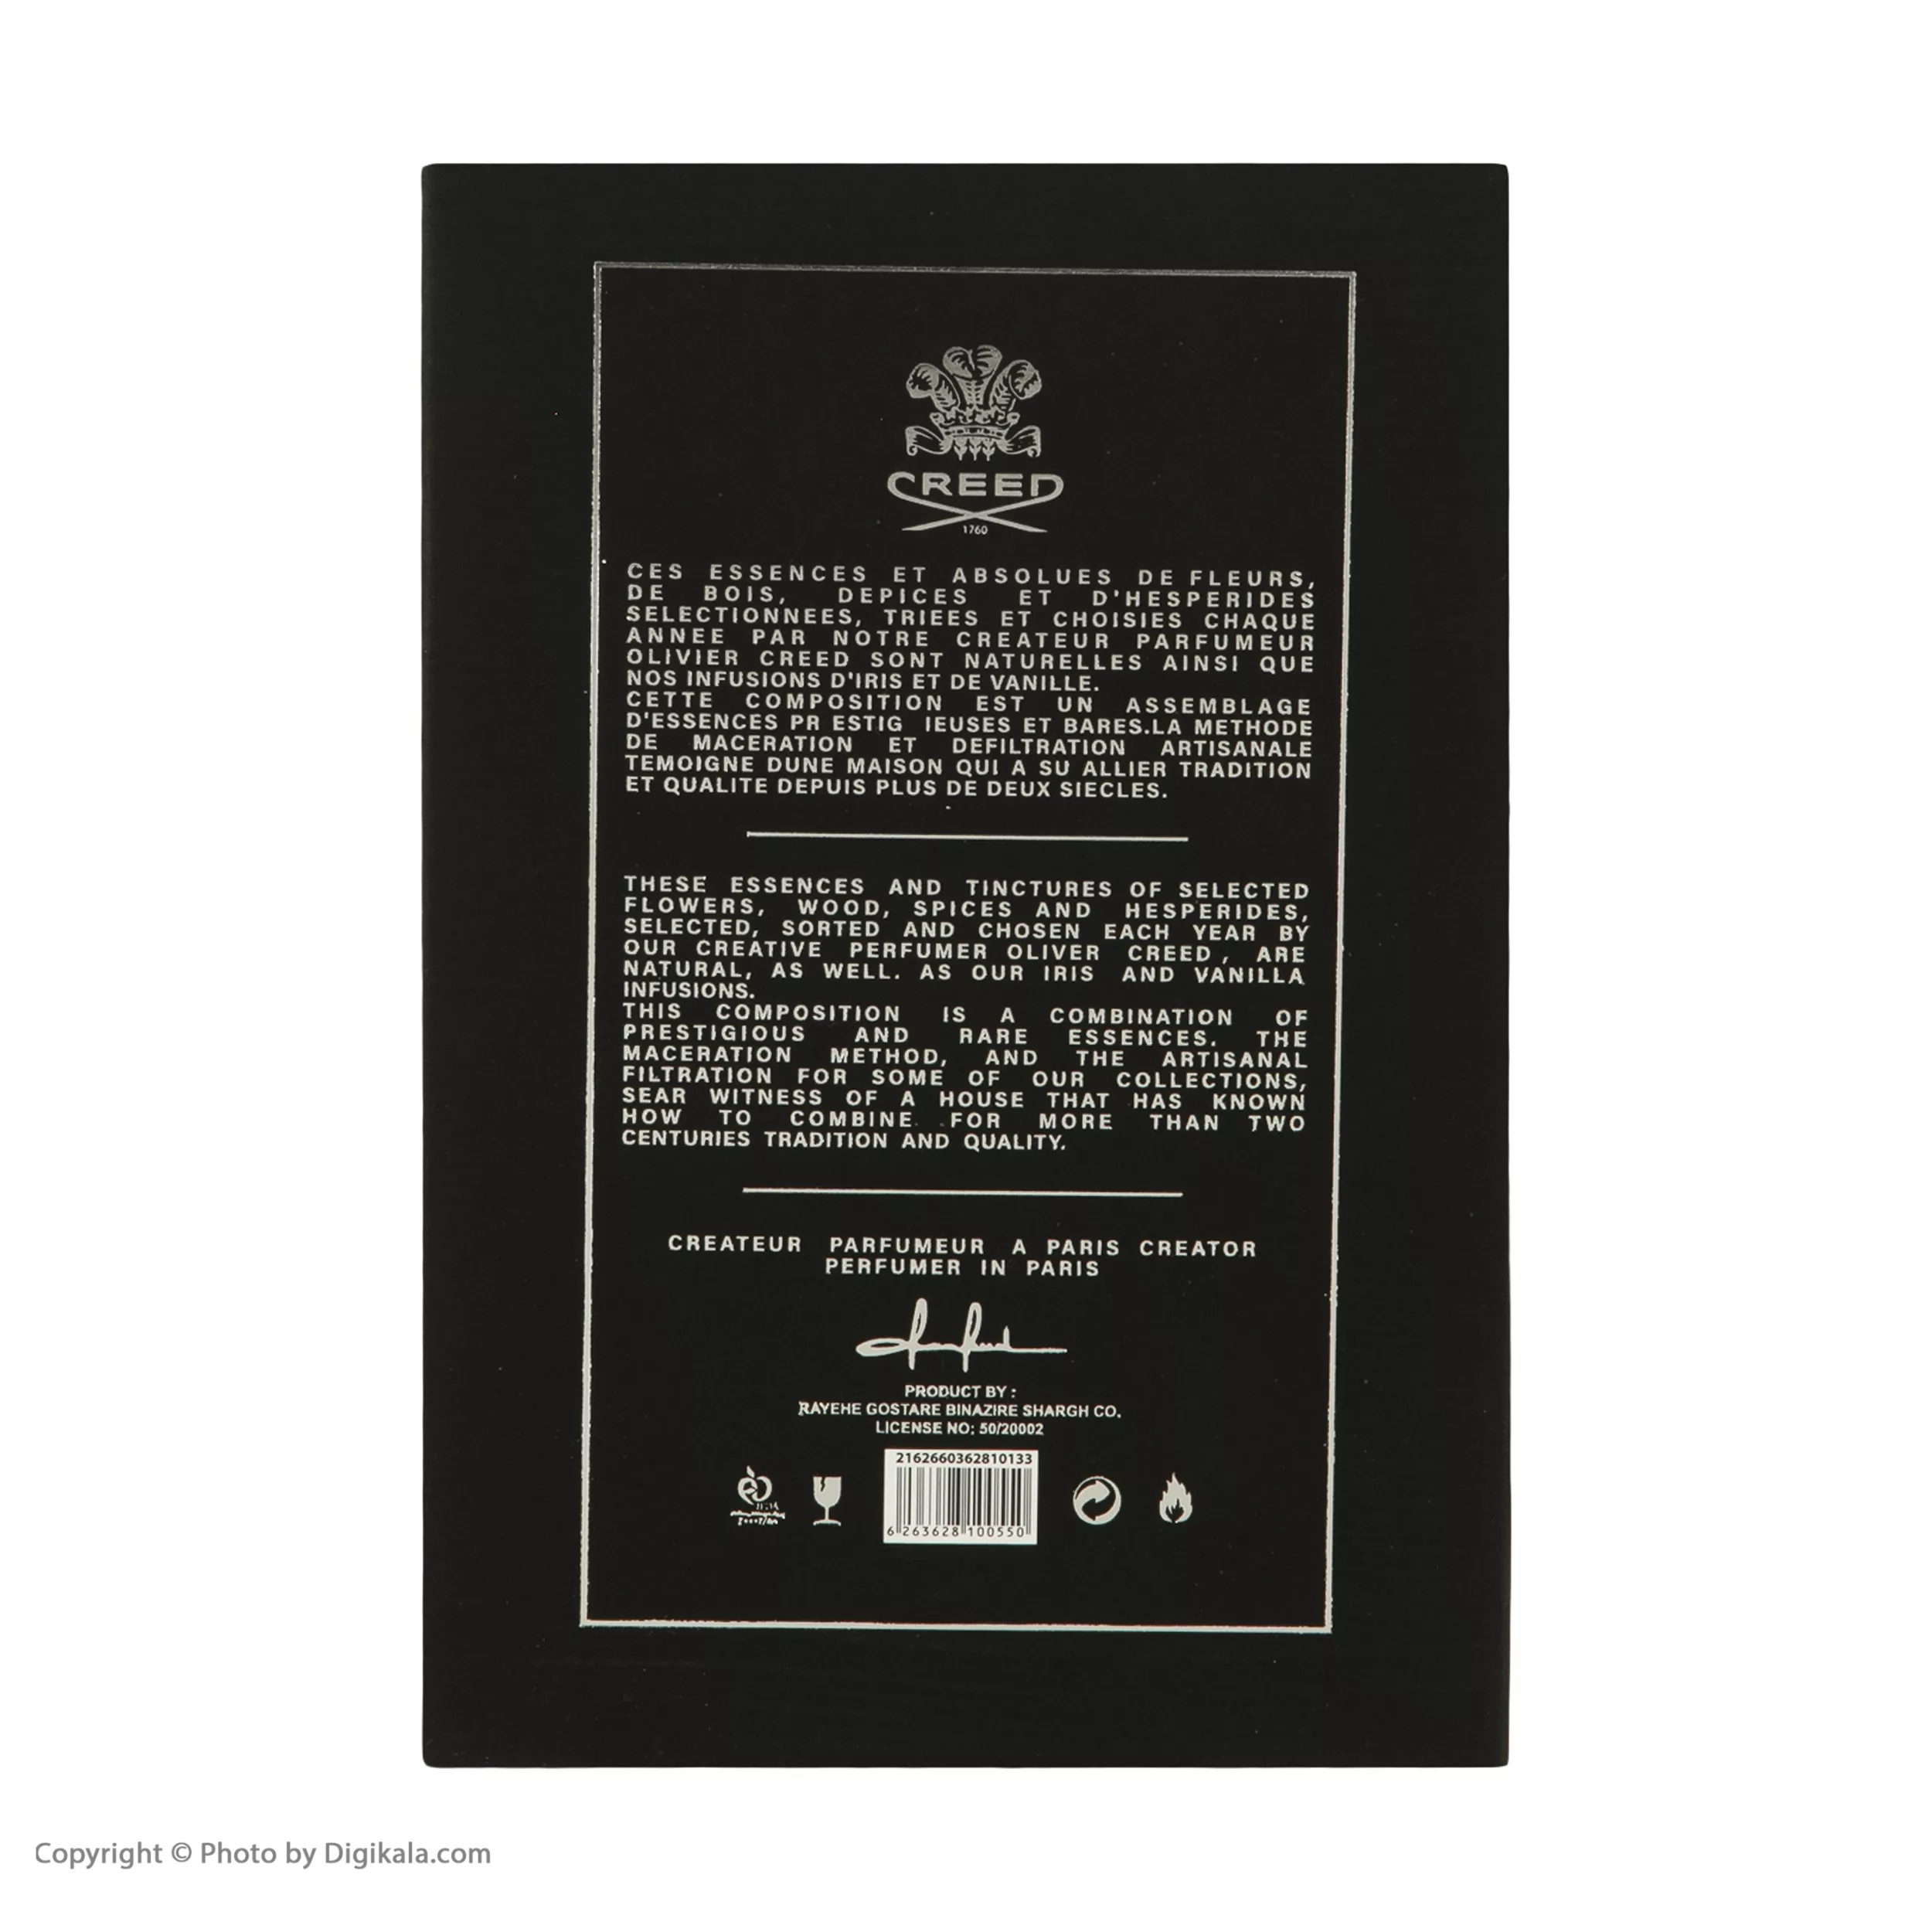 CREED
1760
CES ESSENCES ET ABSOLUES DE FLEURS,
DE BOIS, DEPICES ET D'HESPERIDES
SELECTIONNEES, TRIEES ET CHOISIES CHAQUE
ANNEE PAR NOTRE CREATEUR PARFUMEUR
OLIVIER CREED SONT NATURELLES AINSI QUE
NOS INFUSIONS D'IRIS ET DE VANILLE.
CETTE COMPOSITION EST UN ASSEMBLAGE
D'ESSENCES PR ESTIG IEUSES ET BARES.LA METHODE
DE MACERATION ET DEFILTRATION ARTISANALE
TEMOIGNE DUNE MAISON QUI A SU ALLIER TRADITION
ET QUALITE DEPUIS PLUS DE DEUX SIECLES.
THESE ESSENCES AND TINCTURES OF SELECTED
FLOWERS, WOOD, SPICES AND HESPERIDES,
SELECTED, SORTED AND CHOSEN EACH YEAR BY
OUR CREATIVE PERFUMER OLIVER CREED , ARE
NATURAL, AS WELL. AS OUR IRIS AND VANILLA
INFUSIONS.
THIS COMPOSITION IS A COMBINATION OF
PRESTIGIOUS AND RARE ESSENCES. THE
MACERATION METHOD, AND THE ARTISANAL
FILTRATION FOR SOME OF OUR COLLECTIONS,
SEAR WITNESS OF A HOUSE THAT HAS KNOWN
HOW TO COMBINE FOR MORE THAN TWO
CENTURIES TRADITION AND QUALITY.
CREATEUR PARFUMEUR A PARIS CREATOR
PERFUMER IN PARIS
PRODUCT BY :
RAYEHE GOSTARE BINAZIRE SHARGH CO.
LICENSE NO: 50/20002
2162660362810133
6 263628 100550
Copyright © Photo by Digikala.com